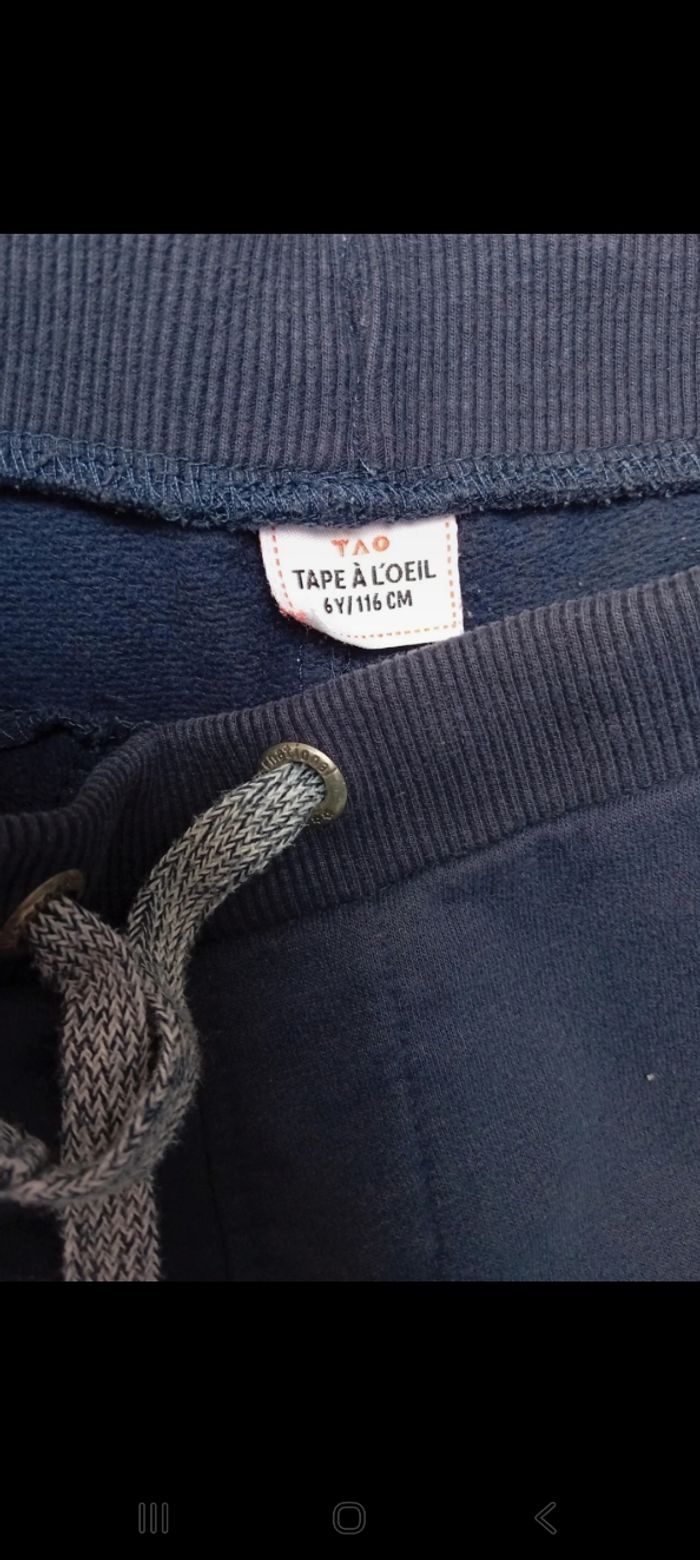 TAO
TAPE À L'OEIL
6Y/116 CM